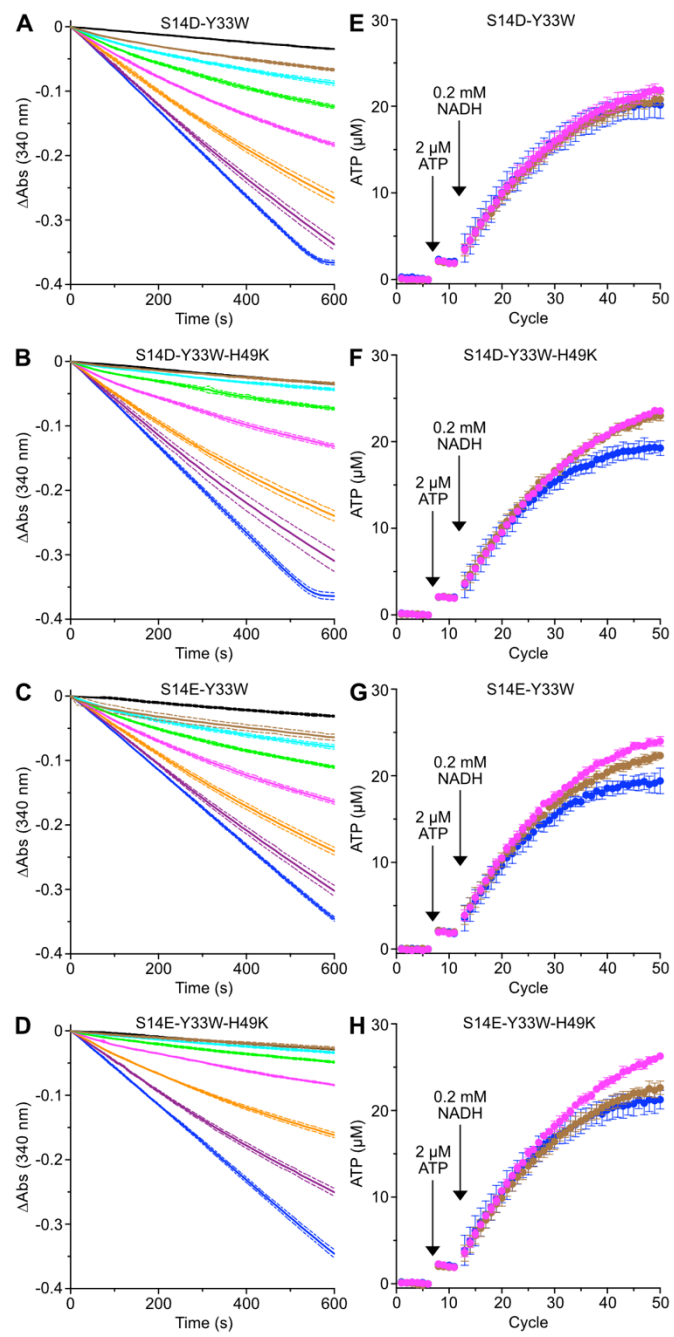 A S14D-Y33W
0
-0.1
-0.2
-0.3
-0.4
ΔAbs (340 nm)
0 200 400 600
Time (s)
E S14D-Y33W
30
20
10
0
ATP (µM)
0.2 mM
NADH
2 µM
ATP
0 10 20 30 40 50
Cycle
B S14D-Y33W-H49K
0
-0.1
-0.2
-0.3
-0.4
ΔAbs (340 nm)
0 200 400 600
Time (s)
F S14D-Y33W-H49K
30
20
10
0
ATP (µM)
0.2 mM
NADH
2 µM
ATP
0 10 20 30 40 50
Cycle
C S14E-Y33W
0
-0.1
-0.2
-0.3
-0.4
ΔAbs (340 nm)
0 200 400 600
Time (s)
G S14E-Y33W
30
20
10
0
ATP (µM)
0.2 mM
NADH
2 µM
ATP
0 10 20 30 40 50
Cycle
D S14E-Y33W-H49K
0
-0.1
-0.2
-0.3
-0.4
ΔAbs (340 nm)
0 200 400 600
Time (s)
H S14E-Y33W-H49K
30
20
10
0
ATP (µM)
0.2 mM
NADH
2 µM
ATP
0 10 20 30 40 50
Cycle